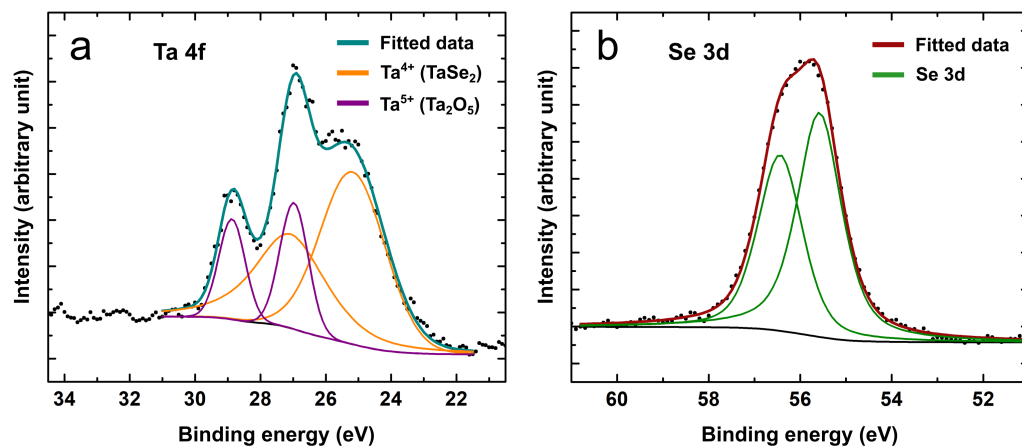 a
Ta 4f
Fitted data
Ta⁴⁺ (TaSe₂)
Ta⁵⁺ (Ta₂O₅)
Intensity (arbitrary unit)
34 32 30 28 26 24 22
Binding energy (eV)
b
Se 3d
Fitted data
Se 3d
Intensity (arbitrary unit)
60 58 56 54 52
Binding energy (eV)